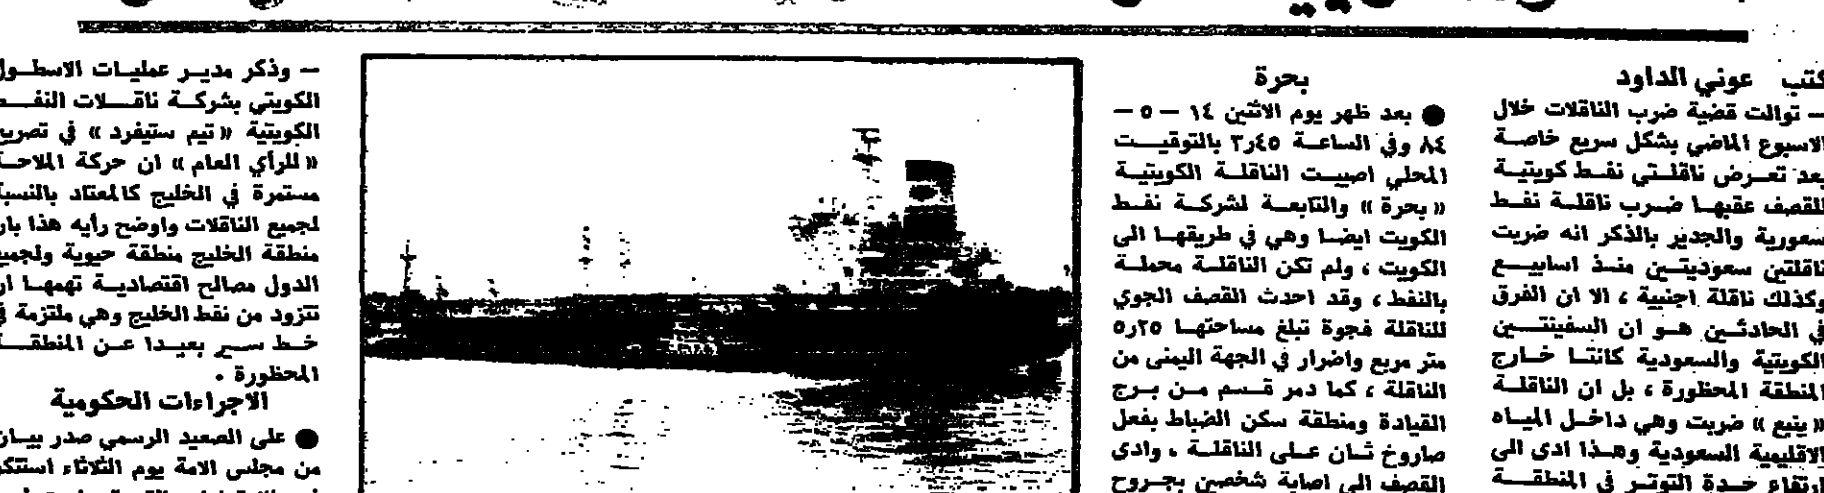 كتب عوني الداود
— توالت قضية ضرب الناقلات خلال
الاسبوع الماضي بشكل سريع خاصة
بعد تعرض ناقلتي نفط كويتية
للقصف عقبها ضرب ناقلة نفط
سعورية والجدير بالذكر انه ضربت
ناقلتين سعوديتين منذ اسابيع
وكذلك ناقلة اجنبية ، الا ان الفرق
في الحادثين هو ان السفينتين
الكويتية والسعودية كانتا خارج
المنطقة المحظورة ، بل ان الناقلة
« ينبع » ضربت وهي داخل المياه
الاقليمية السعودية وهذا ادى الى
ارتفاع حدة التوتر في المنطقة
بحرة
● بعد ظهر يوم الاثنين ١٤ — ٥ —
٨٤ وفي الساعة ٣٫٤٥ بالتوقيت
المحلي اصيبت الناقلة الكويتية
« بحرة » والتابعة لشركة نفط
الكويت ايضا وهي في طريقها الى
الكويت ، ولم تكن الناقلة محملة
بالنفط ، وقد احدث القصف الجوي
للناقلة فجوة تبلغ مساحتها ٥٫٢٥
متر مربع واضرار في الجهة اليمنى من
الناقلة ، كما دمر قسم من برج
القيادة ومنطقة سكن الضباط بفعل
صاروخ ثان على الناقلة ، وادى
القصف الى اصابة شخصين بجروح
— وذكر مدير عمليات الاسطول
الكويتي بشركة ناقلات النفط
الكويتية « تيم ستيفرد » في تصريح
« للرأي العام » ان حركة الملاحة
مستمرة في الخليج كالمعتاد بالنسبة
لجميع الناقلات واوضح رأيه هذا بان
منطقة الخليج منطقة حيوية ولجميع
الدول مصالح اقتصادية تهمها ان
تتزود من نفط الخليج وهي ملتزمة في
خط سير بعيدا عن المنطقة
المحظورة .
الاجراءات الحكومية
● على الصعيد الرسمي صدر بيان
من مجلس الامة يوم الثلاثاء استنكر